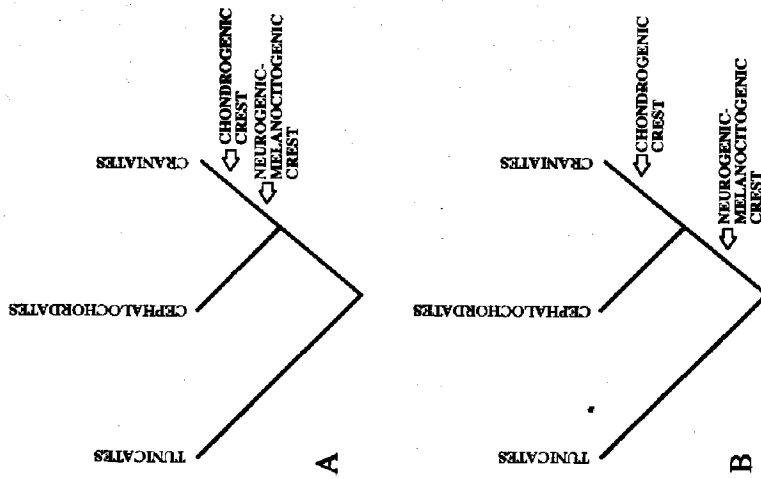 TUNICATES
CEPHALOCHORDATES
CRANIATES
CHONDROGENIC
CREST
NEUROGENIC-
MELANOCITOGENIC
CREST
A
TUNICATES
CEPHALOCHORDATES
CRANIATES
CHONDROGENIC
CREST
NEUROGENIC-
MELANOCITOGENIC
CREST
B